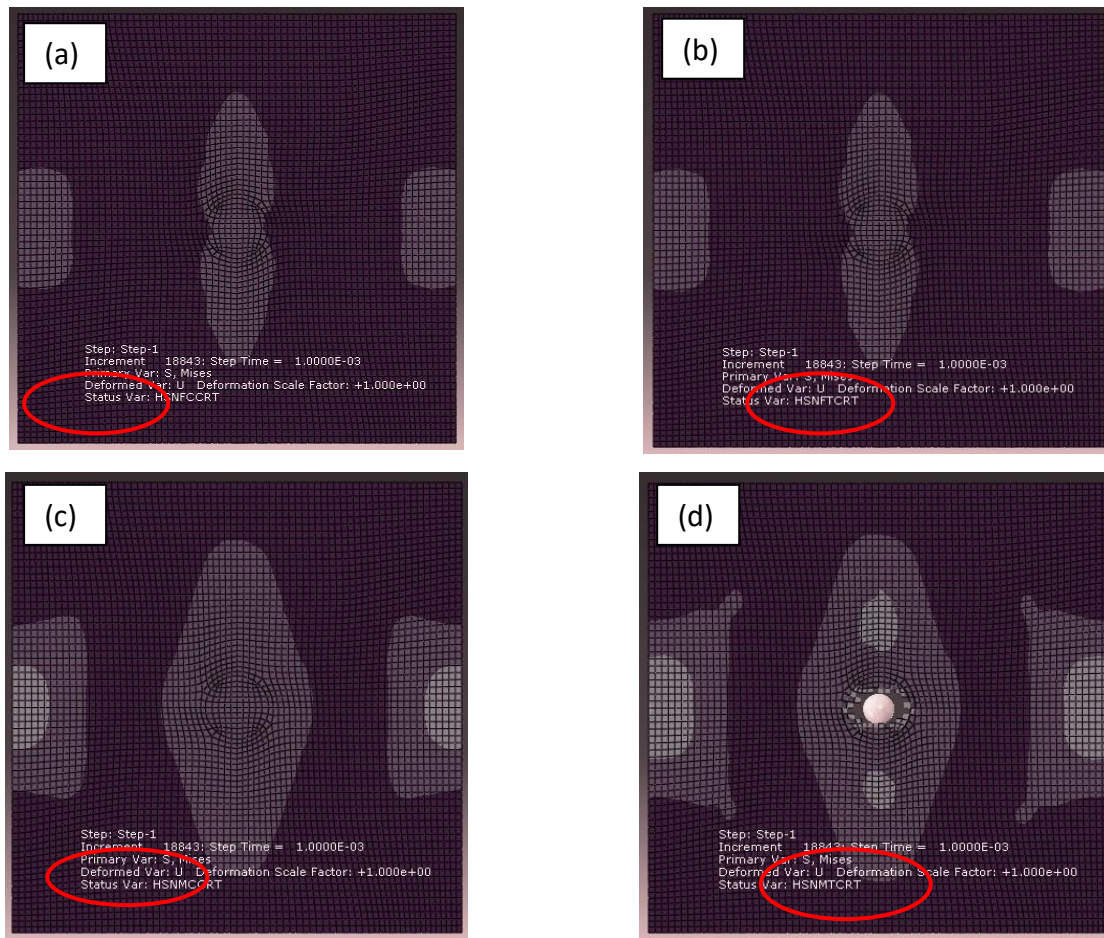 (a)
Step: Step-1
Increment 18843: Step Time = 1.0000E-03
Primary Var: S, Mises
Deformed Var: U Deformation Scale Factor: +1.000e+00
Status Var: HSNFCCRT
(b)
Step: Step-1
Increment 18843: Step Time = 1.0000E-03
Primary Var: S, Mises
Deformed Var: U Deformation Scale Factor: +1.000e+00
Status Var: HSNFTCRT
(c)
Step: Step-1
Increment 18843: Step Time = 1.0000E-03
Primary Var: S, Mises
Deformed Var: U Deformation Scale Factor: +1.000e+00
Status Var: HSNMCCRT
(d)
Step: Step-1
Increment 18843: Step Time = 1.0000E-03
Primary Var: S, Mises
Deformed Var: U Deformation Scale Factor: +1.000e+00
Status Var: HSNMTCRT